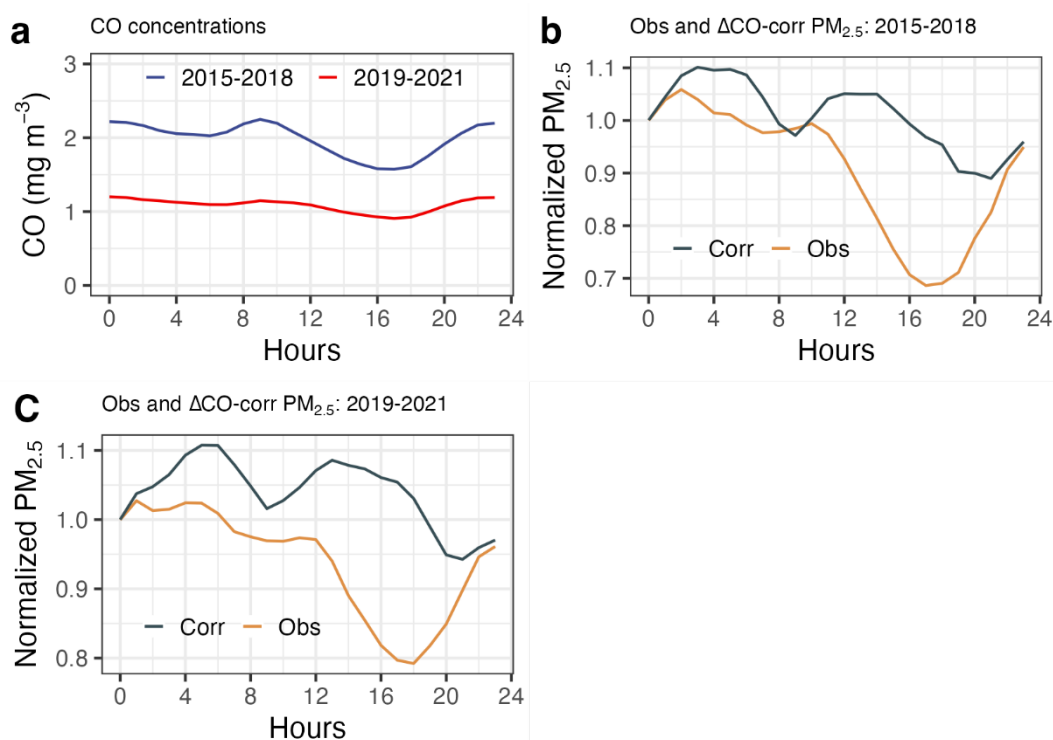 a CO concentrations
CO (mg m⁻³)
3
2
1
0
2015-2018 2019-2021
0 4 8 12 16 20 24
Hours
b Obs and ΔCO-corr PM₂.₅: 2015-2018
Normalized PM₂.₅
1.1
1.0
0.9
0.8
0.7
Corr Obs
0 4 8 12 16 20 24
Hours
C Obs and ΔCO-corr PM₂.₅: 2019-2021
Normalized PM₂.₅
1.1
1.0
0.9
0.8
Corr Obs
0 4 8 12 16 20 24
Hours